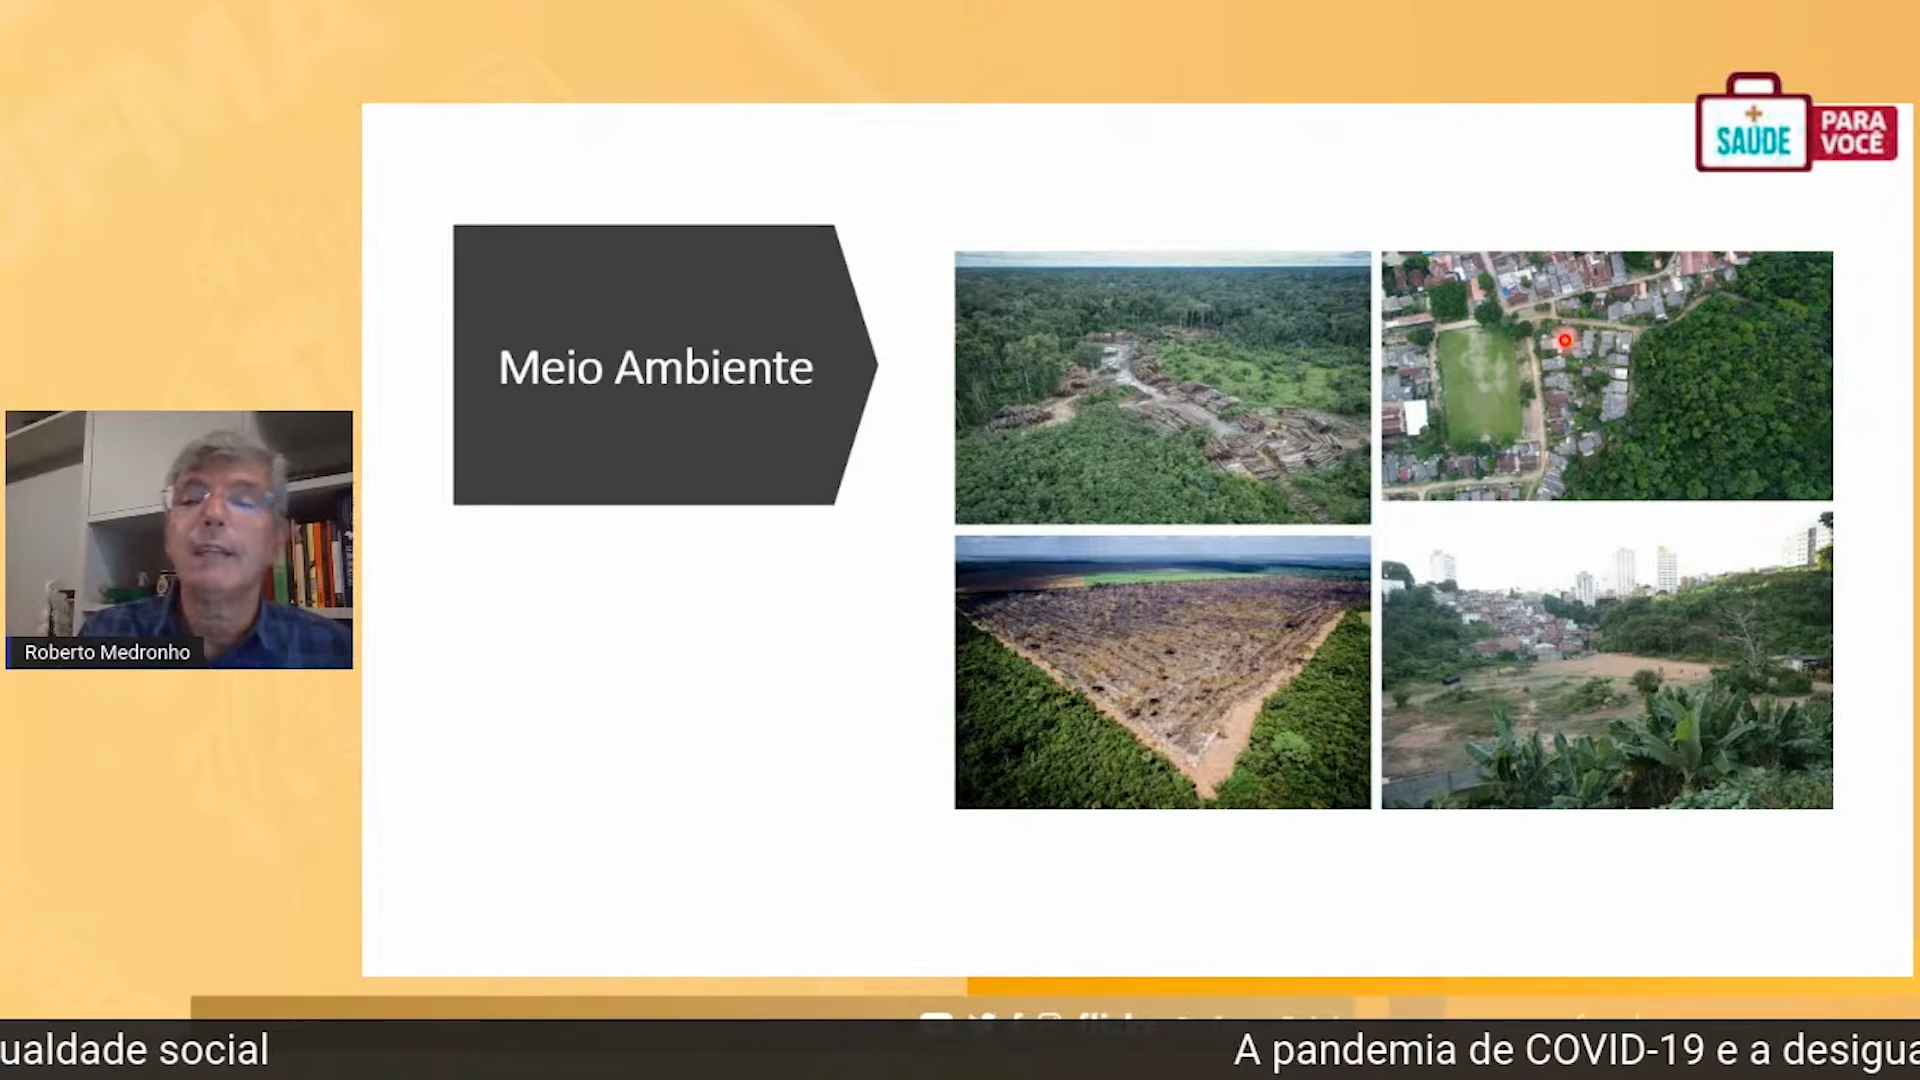 +
SAÚDE
PARA
VOCÊ
Meio Ambiente
Roberto Medronho
ualdade social
A pandemia de COVID-19 e a desigua